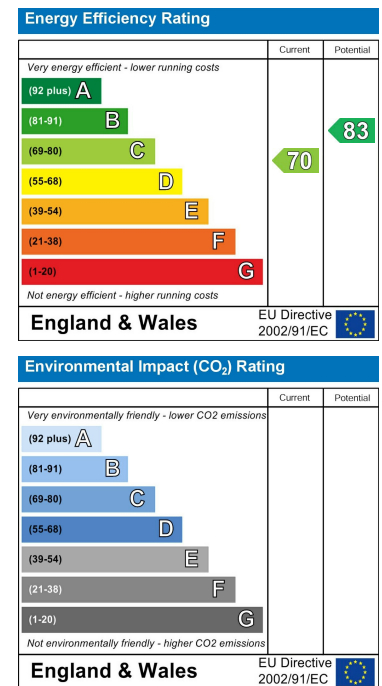 Energy Efficiency Rating
Current Potential
Very energy efficient - lower running costs
(92 plus) A
(81-91) B
83
(69-80) C
70
(55-68) D
(39-54) E
(21-38) F
(1-20) G
Not energy efficient - higher running costs
England & Wales
EU Directive
2002/91/EC
Environmental Impact (CO₂) Rating
Current Potential
Very environmentally friendly - lower CO2 emissions
(92 plus) A
(81-91) B
(69-80) C
(55-68) D
(39-54) E
(21-38) F
(1-20) G
Not environmentally friendly - higher CO2 emissions
England & Wales
EU Directive
2002/91/EC